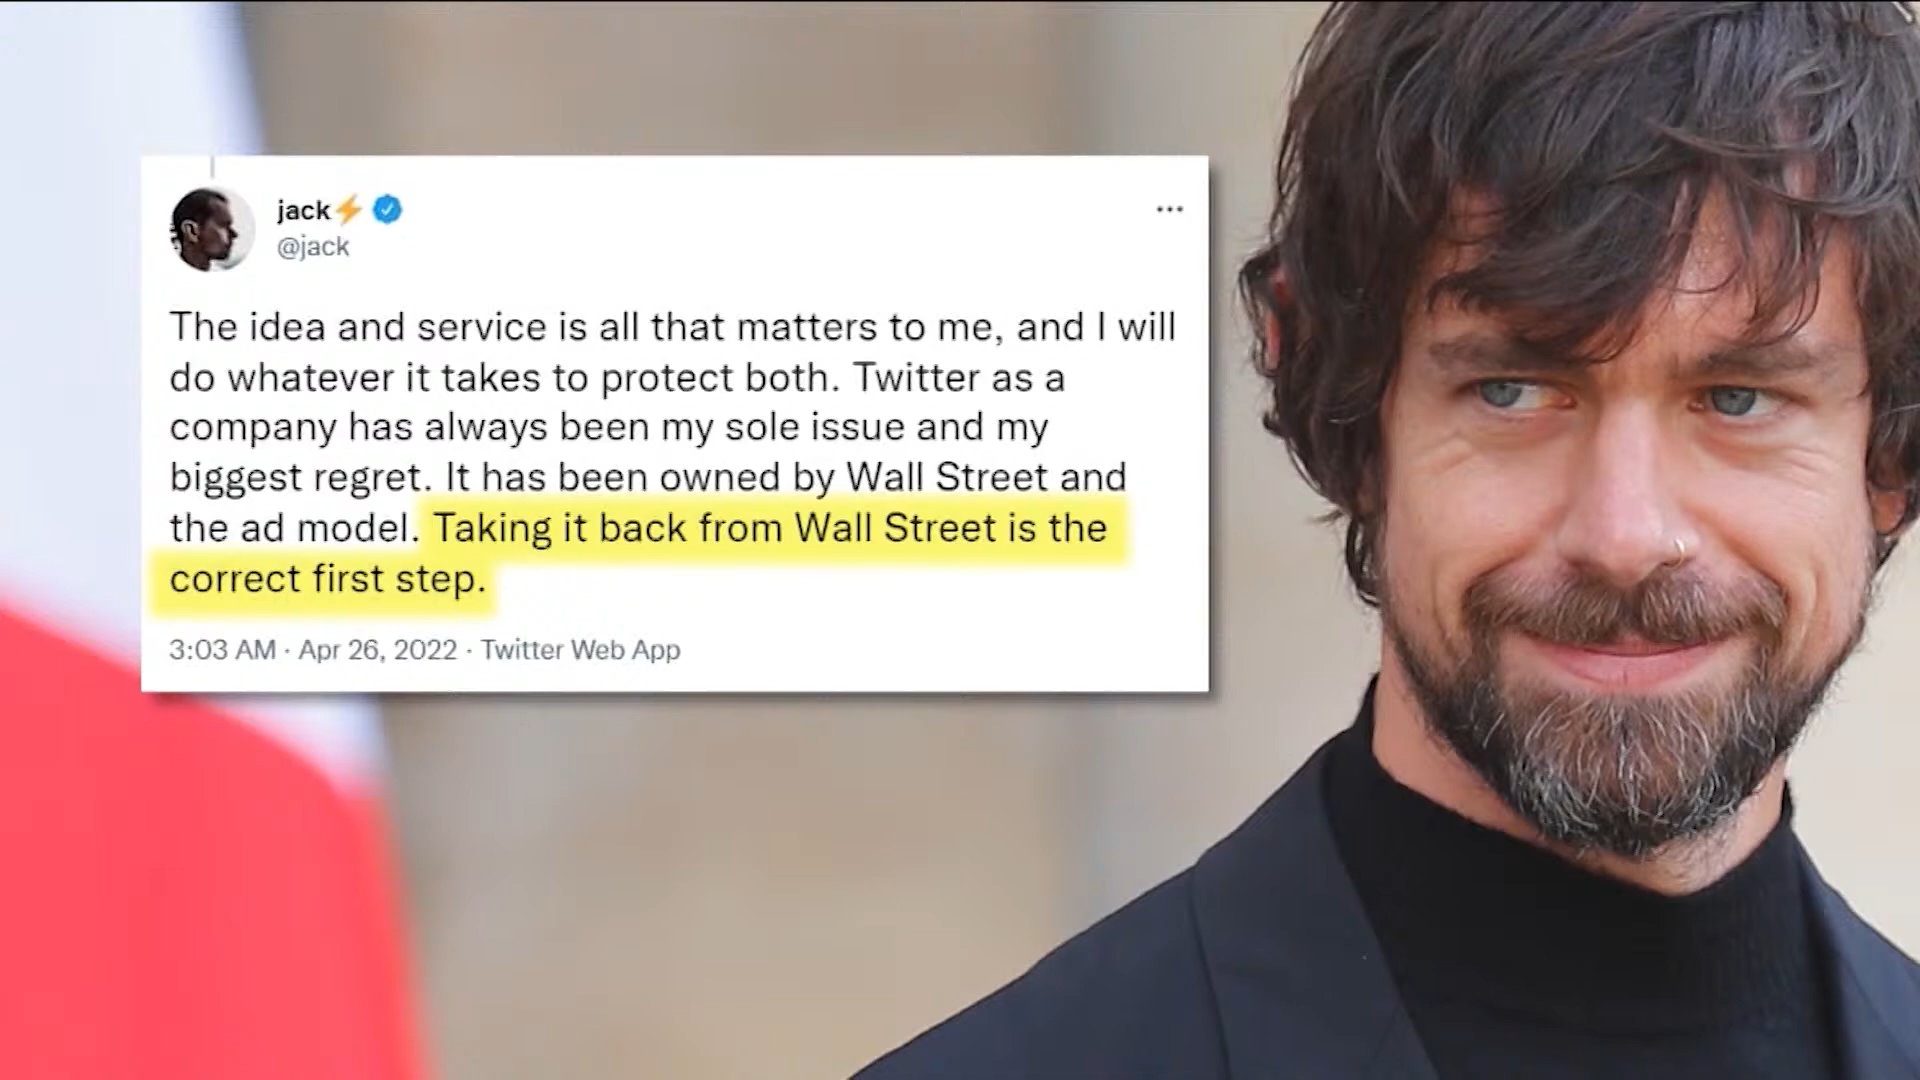 jack⚡
@jack
The idea and service is all that matters to me, and I will
do whatever it takes to protect both. Twitter as a
company has always been my sole issue and my
biggest regret. It has been owned by Wall Street and
the ad model. Taking it back from Wall Street is the
correct first step.
3:03 AM · Apr 26, 2022 · Twitter Web App